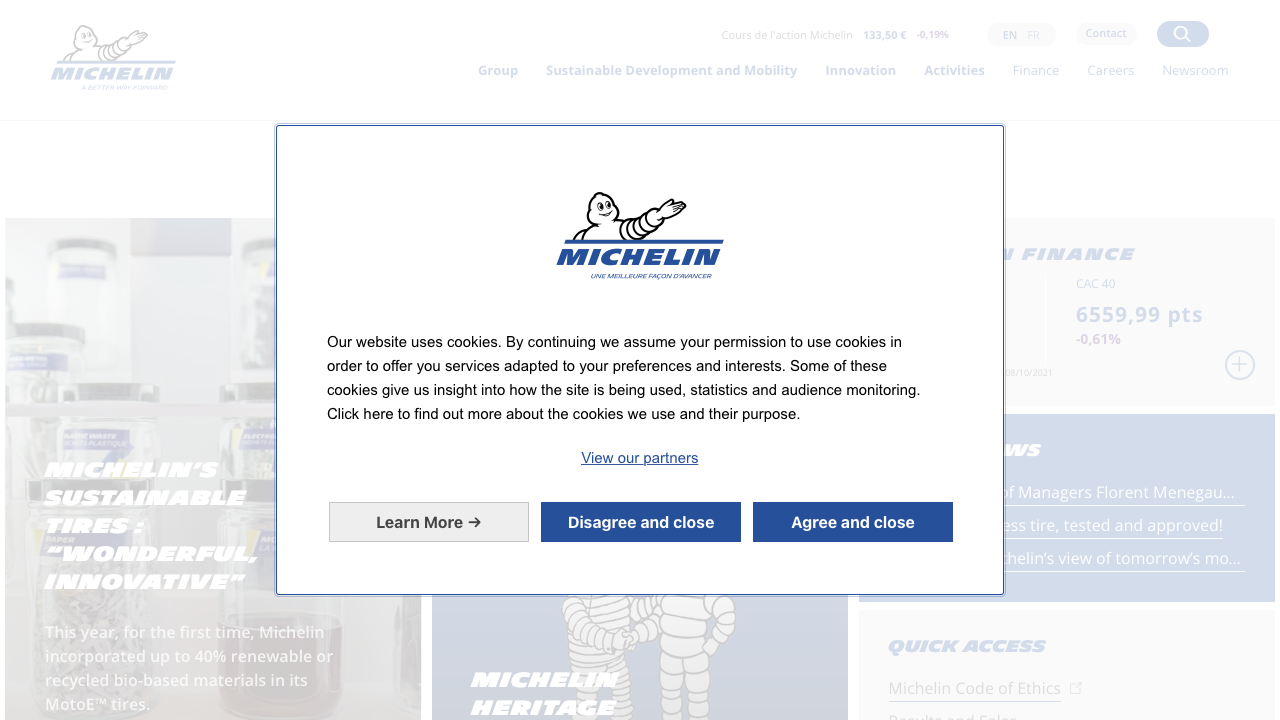 MICHELIN
A BETTER WAY FORWARD
Cours de l'action Michelin 133,50 € -0,19%
EN FR
Contact
Group
Sustainable Development and Mobility
Innovation
Activities
Finance
Careers
Newsroom
MICHELIN
UNE MEILLEURE FAÇON D'AVANCER
Our website uses cookies. By continuing we assume your permission to use cookies in
order to offer you services adapted to your preferences and interests. Some of these
cookies give us insight into how the site is being used, statistics and audience monitoring.
Click here to find out more about the cookies we use and their purpose.
View our partners
Learn More →
Disagree and close
Agree and close
MICHELIN'S
SUSTAINABLE
TIRES :
“WONDERFUL,
INNOVATIVE”
This year, for the first time, Michelin
incorporated up to 40% renewable or
recycled bio-based materials in its
MotoE™ tires.
MICHELIN
HERITAGE
N FINANCE
CAC 40
6559,99 pts
-0,61%
08/10/2021
WS
of Managers Florent Menegau...
ess tire, tested and approved!
chelin’s view of tomorrow’s mo...
QUICK ACCESS
Michelin Code of Ethics
Results and Sales